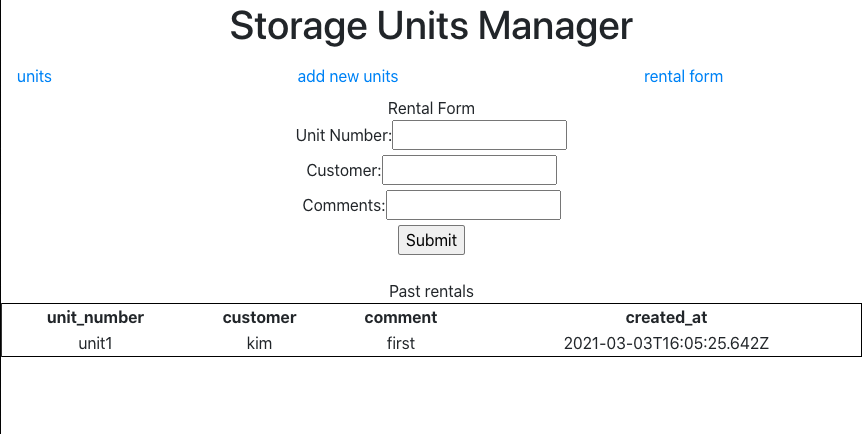 Storage Units Manager
units add new units rental form
Rental Form
Unit Number:
Customer:
Comments:
Submit
Past rentals
unit_number customer comment created_at
unit1 kim first 2021-03-03T16:05:25.642Z